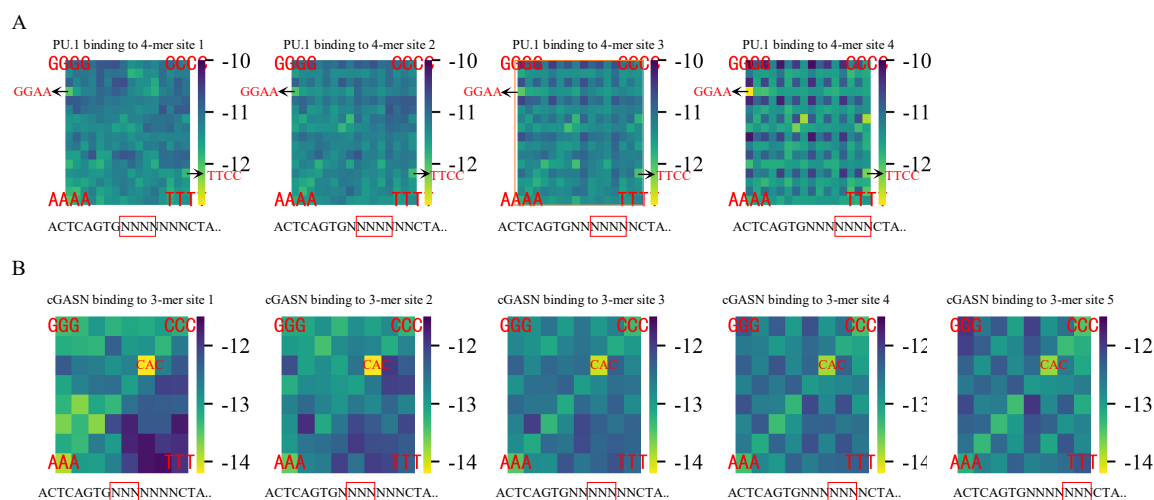 A
PU.1 binding to 4-mer site 1
PU.1 binding to 4-mer site 2
PU.1 binding to 4-mer site 3
PU.1 binding to 4-mer site 4
GGGG CCCC -10
GGGG CCCC -10
GGGG CCCC -10
GGGG CCCC -10
GGAA
GGAA
GGAA
GGAA
-11
-11
-11
-11
-12
-12
-12
-12
TTCC
TTCC
TTCC
TTCC
AAAA TTTT
AAAA TTTT
AAAA TTTT
AAAA TTTT
ACTCAGTGNNNNNNNCTA..
ACTCAGTGNNNNNNNCTA..
ACTCAGTGNNNNNNNCTA..
ACTCAGTGNNNNNNNCTA..
B
cGASN binding to 3-mer site 1
cGASN binding to 3-mer site 2
cGASN binding to 3-mer site 3
cGASN binding to 3-mer site 4
cGASN binding to 3-mer site 5
GGG CCC
GGG CCC
GGG CCC
GGG CCC
GGG CCC
-12
-12
-12
-12
-12
CAC
CAC
CAC
CAC
CAC
-13
-13
-13
-13
-13
AAA TTT -14
AAA TTT -14
AAA TTT -14
AAA TTT -14
AAA TTT -14
ACTCAGTGNNNNNNNCTA..
ACTCAGTGNNNNNNNCTA..
ACTCAGTGNNNNNNNCTA..
ACTCAGTGNNNNNNNCTA..
ACTCAGTGNNNNNNNCTA..